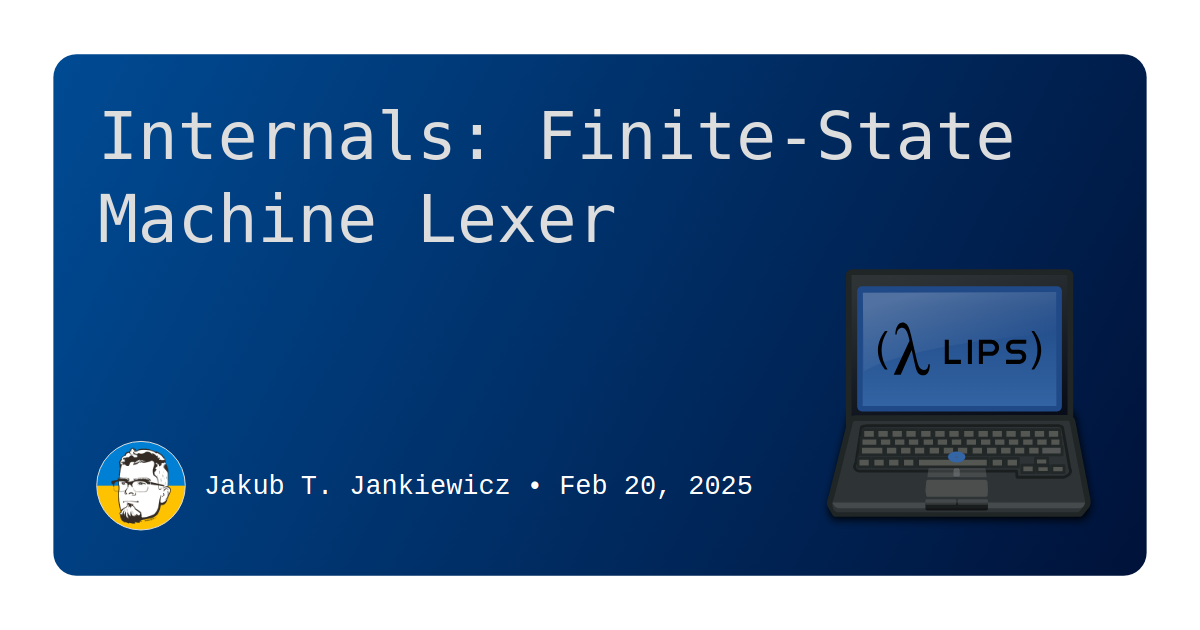 Internals: Finite-State
Machine Lexer
(λ LIPS)
Jakub T. Jankiewicz • Feb 20, 2025